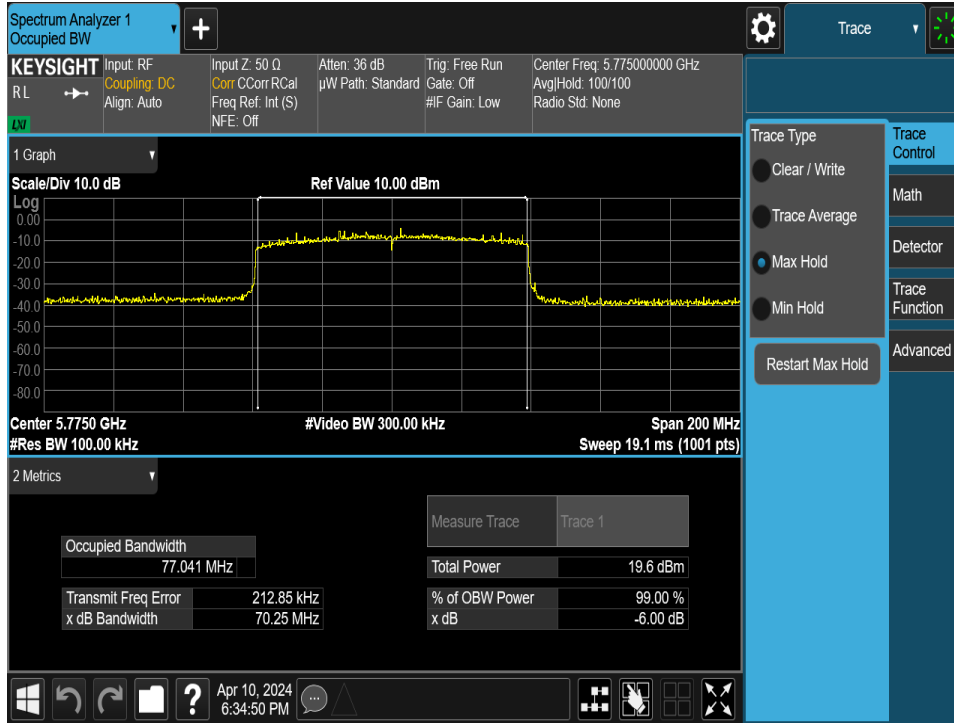 Spectrum Analyzer 1
Occupied BW
+
Trace
KEYSIGHT
RL
LXI
Input: RF
Coupling: DC
Align: Auto
Input Z: 50 Ω
Corr CCorr RCal
Freq Ref: Int (S)
NFE: Off
Atten: 36 dB
µW Path: Standard
Trig: Free Run
Gate: Off
#IF Gain: Low
Center Freq: 5.775000000 GHz
Avg|Hold: 100/100
Radio Std: None
1 Graph
Scale/Div 10.0 dB
Ref Value 10.00 dBm
Log
0.00
-10.0
-20.0
-30.0
-40.0
-50.0
-60.0
-70.0
-80.0
Center 5.7750 GHz
#Video BW 300.00 kHz
Span 200 MHz
#Res BW 100.00 kHz
Sweep 19.1 ms (1001 pts)
2 Metrics
Measure Trace
Trace 1
Occupied Bandwidth
77.041 MHz
Total Power
19.6 dBm
Transmit Freq Error
212.85 kHz
% of OBW Power
99.00 %
x dB Bandwidth
70.25 MHz
x dB
-6.00 dB
Trace Type
Clear / Write
Trace Average
Max Hold
Min Hold
Restart Max Hold
Trace
Control
Math
Detector
Trace
Function
Advanced
?
Apr 10, 2024
6:34:50 PM